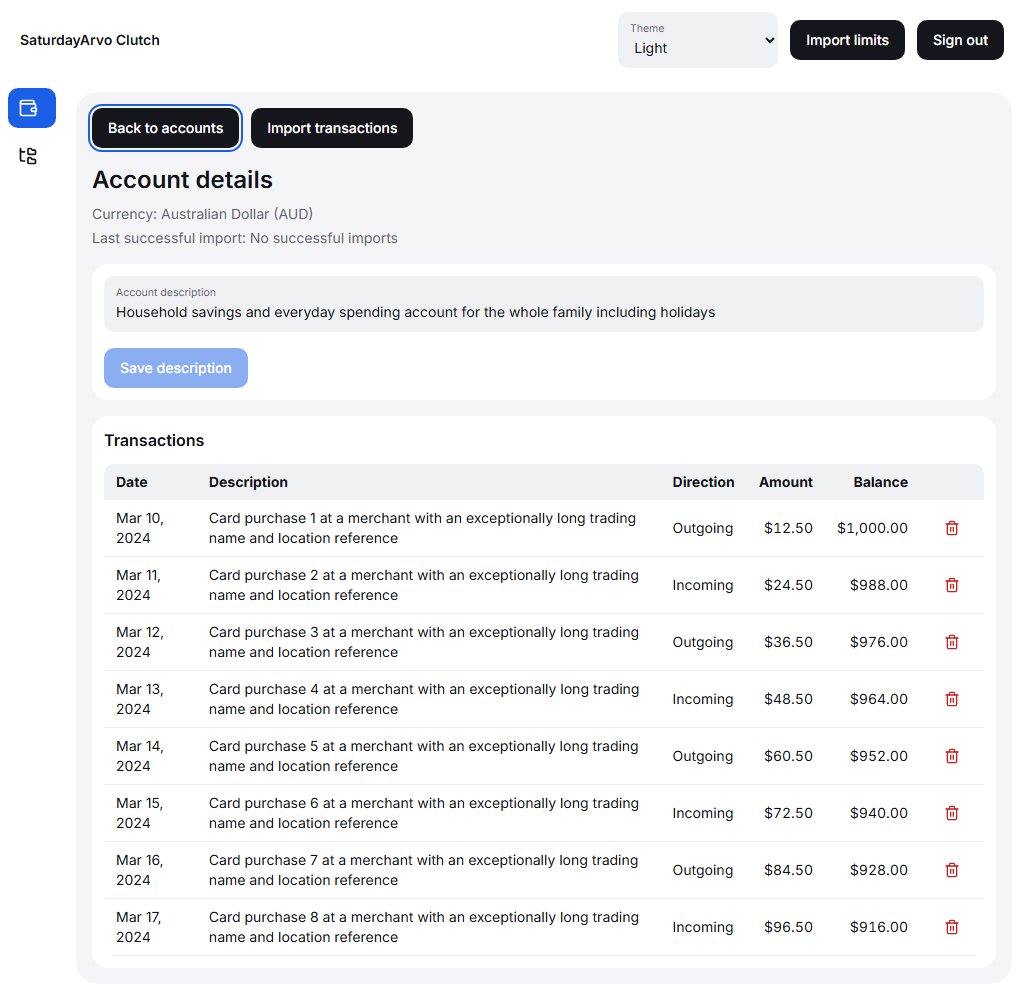 SaturdayArvo Clutch
Theme
Light
Import limits
Sign out
Back to accounts
Import transactions
Account details
Currency: Australian Dollar (AUD)
Last successful import: No successful imports
Account description
Household savings and everyday spending account for the whole family including holidays
Save description
Transactions
Date Description Direction Amount Balance
Mar 10, 2024 Card purchase 1 at a merchant with an exceptionally long trading name and location reference Outgoing $12.50 $1,000.00
Mar 11, 2024 Card purchase 2 at a merchant with an exceptionally long trading name and location reference Incoming $24.50 $988.00
Mar 12, 2024 Card purchase 3 at a merchant with an exceptionally long trading name and location reference Outgoing $36.50 $976.00
Mar 13, 2024 Card purchase 4 at a merchant with an exceptionally long trading name and location reference Incoming $48.50 $964.00
Mar 14, 2024 Card purchase 5 at a merchant with an exceptionally long trading name and location reference Outgoing $60.50 $952.00
Mar 15, 2024 Card purchase 6 at a merchant with an exceptionally long trading name and location reference Incoming $72.50 $940.00
Mar 16, 2024 Card purchase 7 at a merchant with an exceptionally long trading name and location reference Outgoing $84.50 $928.00
Mar 17, 2024 Card purchase 8 at a merchant with an exceptionally long trading name and location reference Incoming $96.50 $916.00